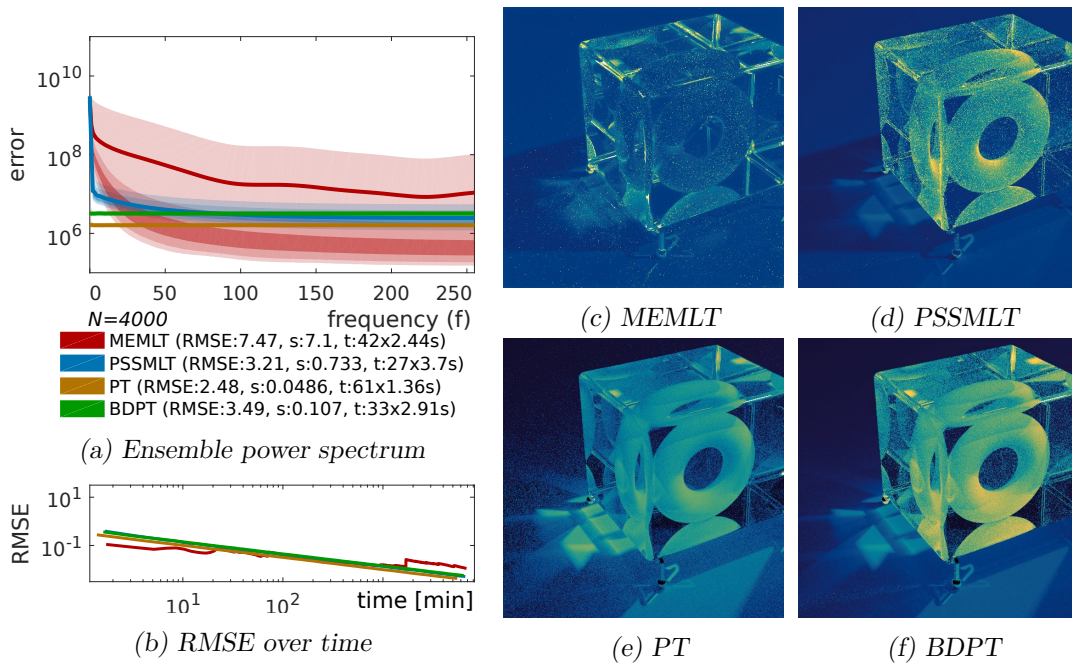 10^10
10^8
10^6
error
0 50 100 150 200 250
N=4000
frequency (f)
MEMLT (RMSE:7.47, s:7.1, t:42x2.44s)
PSSMLT (RMSE:3.21, s:0.733, t:27x3.7s)
PT (RMSE:2.48, s:0.0486, t:61x1.36s)
BDPT (RMSE:3.49, s:0.107, t:33x2.91s)
(a) Ensemble power spectrum
10^1
10^-1
RMSE
10^1 10^2
time [min]
(b) RMSE over time
(c) MEMLT
(d) PSSMLT
(e) PT
(f) BDPT